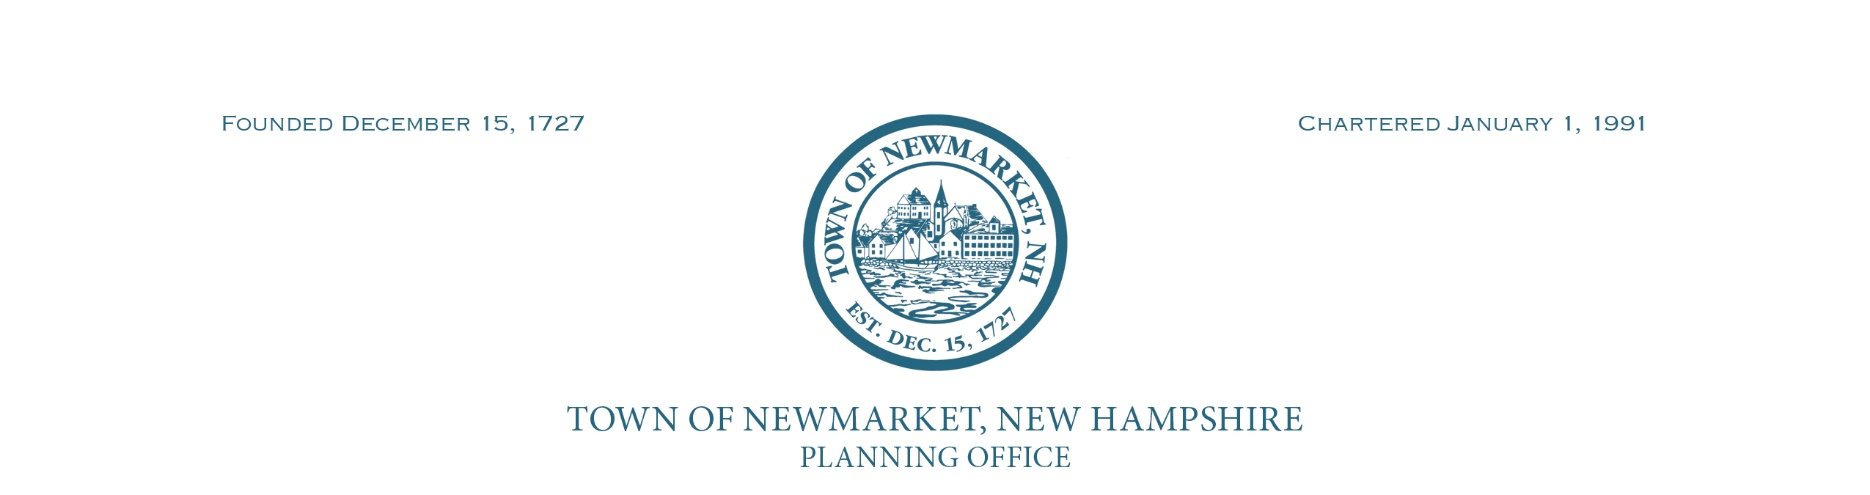 FOUNDED DECEMBER 15, 1727
CHARTERED JANUARY 1, 1991
TOWN OF NEWMARKET, NH
EST. DEC. 15, 1727
TOWN OF NEWMARKET, NEW HAMPSHIRE
PLANNING OFFICE